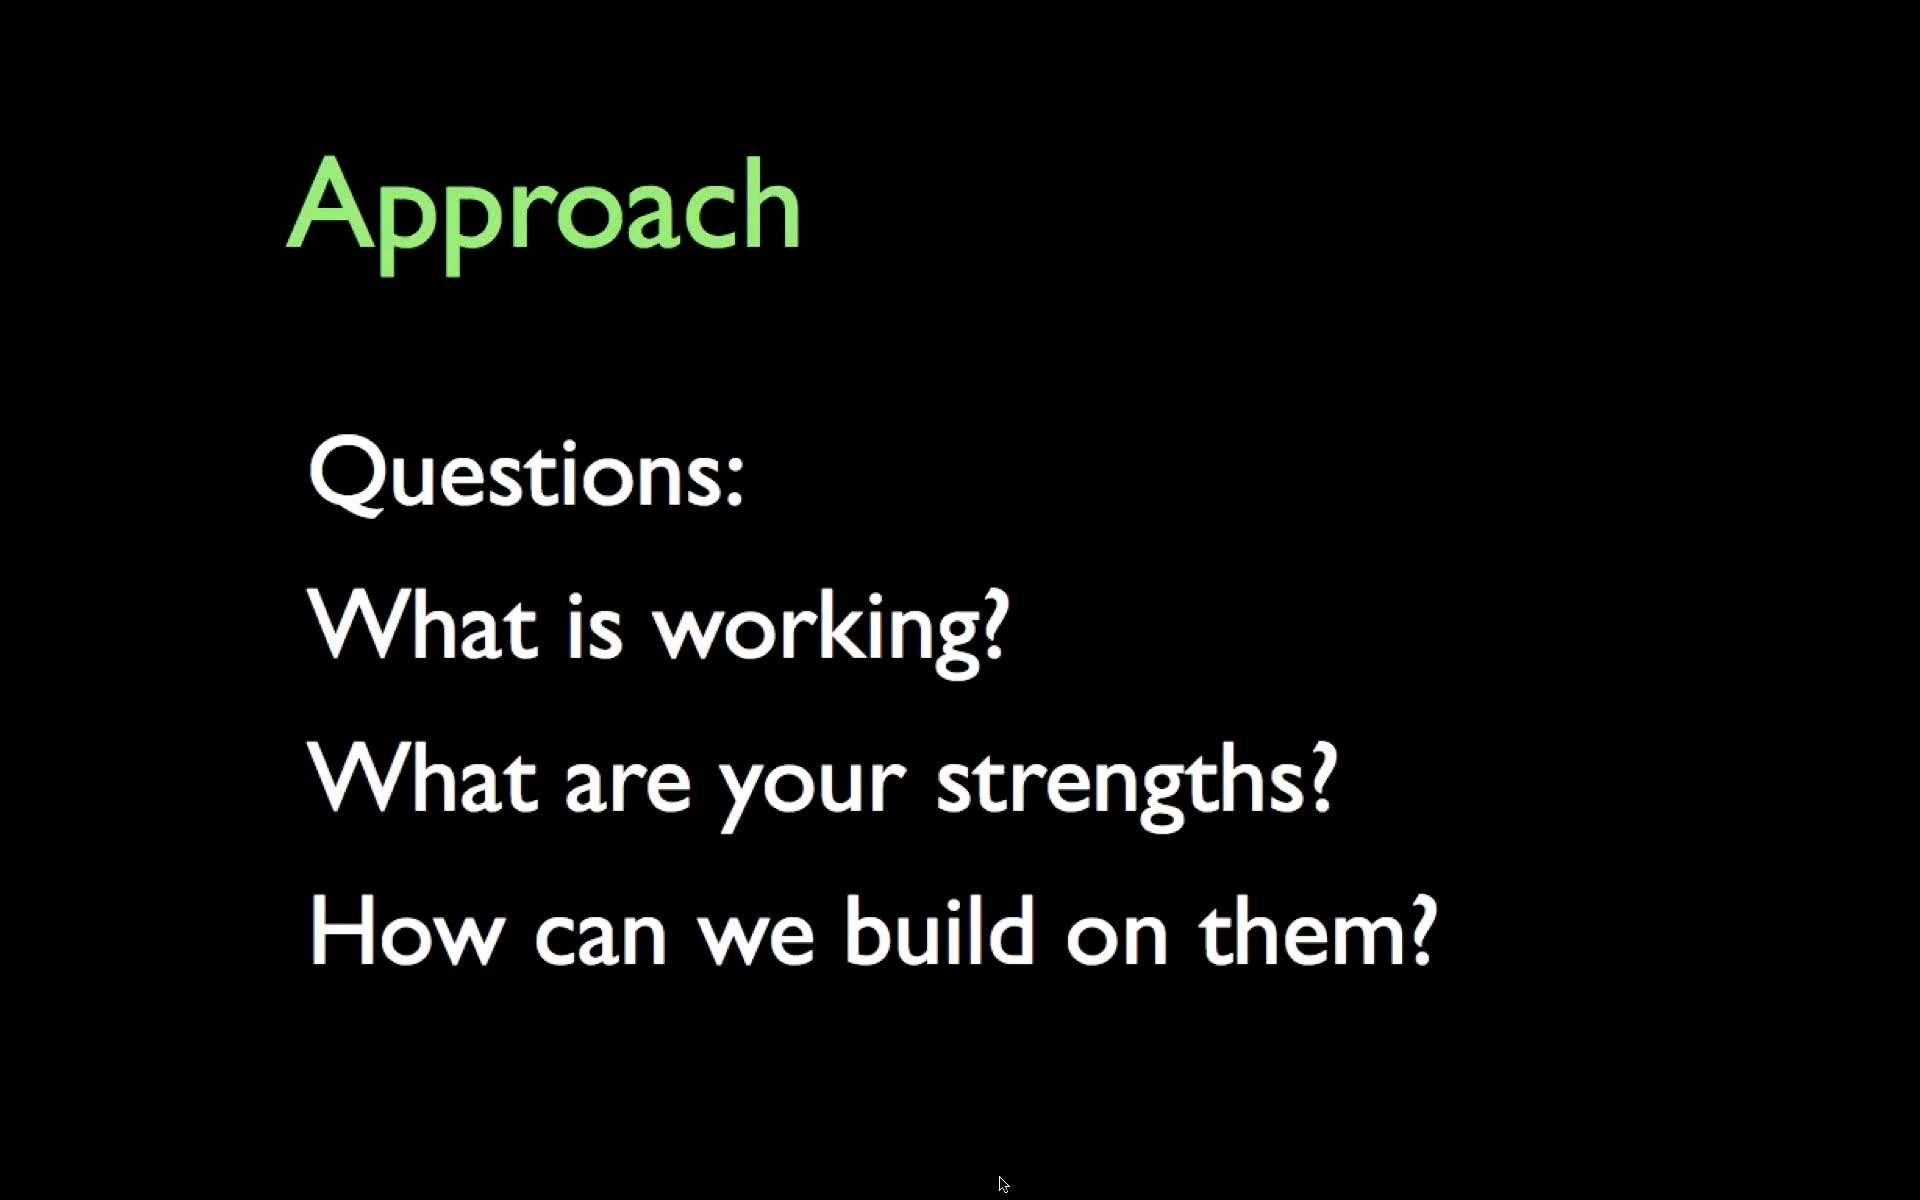 Approach
Questions:
What is working?
What are your strengths?
How can we build on them?